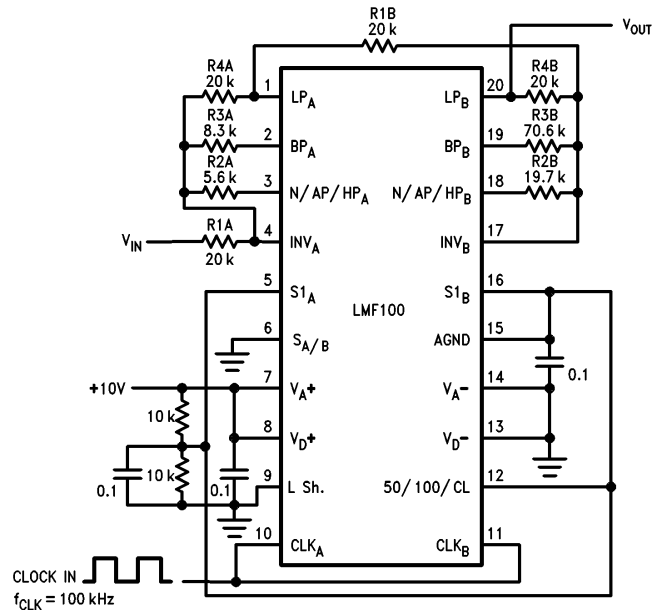 R1B
20 k
V_OUT
R4A
20 k
1
LP_A
20
LP_B
R4B
20 k
R3A
8.3 k
2
BP_A
19
BP_B
R3B
70.6 k
R2A
5.6 k
3
N/AP/HP_A
18
N/AP/HP_B
R2B
19.7 k
V_IN
R1A
20 k
4
INV_A
17
INV_B
5
S1_A
16
S1_B
LMF100
6
S_A/B
15
AGND
0.1
+10V
7
V_A+
14
V_A−
10 k
8
V_D+
13
V_D−
10 k
0.1
0.1
9
L Sh.
12
50/100/CL
10
CLK_A
11
CLK_B
CLOCK IN
f_CLK = 100 kHz